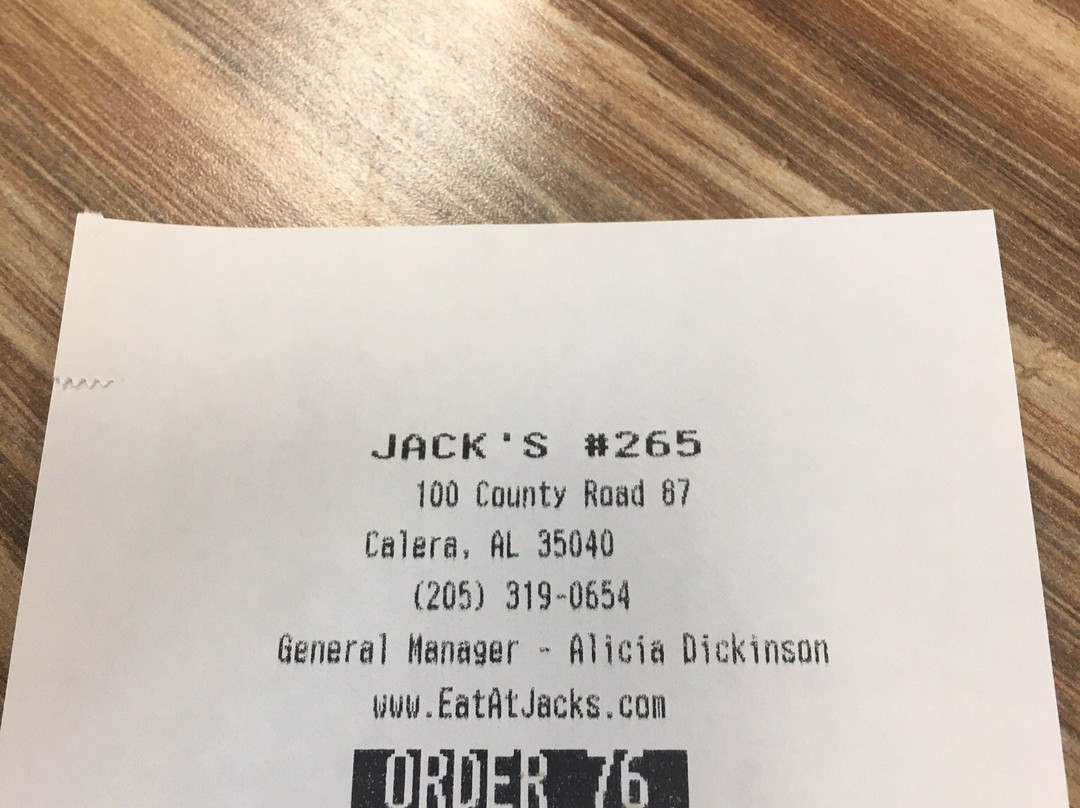 JACK'S #265
100 County Road 87
Calera, AL 35040
(205) 319-0654
General Manager - Alicia Dickinson
www.EatAtJacks.com
ORDER 76